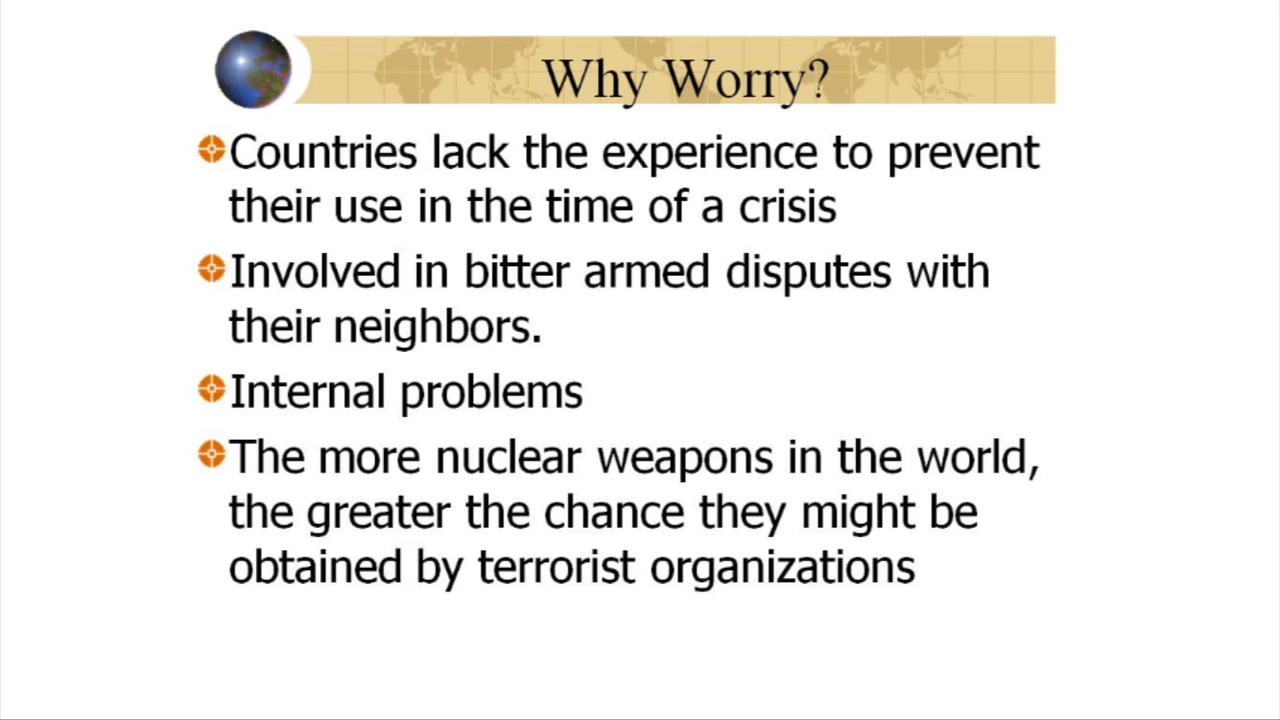 Why Worry?
Countries lack the experience to prevent
their use in the time of a crisis
Involved in bitter armed disputes with
their neighbors.
Internal problems
The more nuclear weapons in the world,
the greater the chance they might be
obtained by terrorist organizations